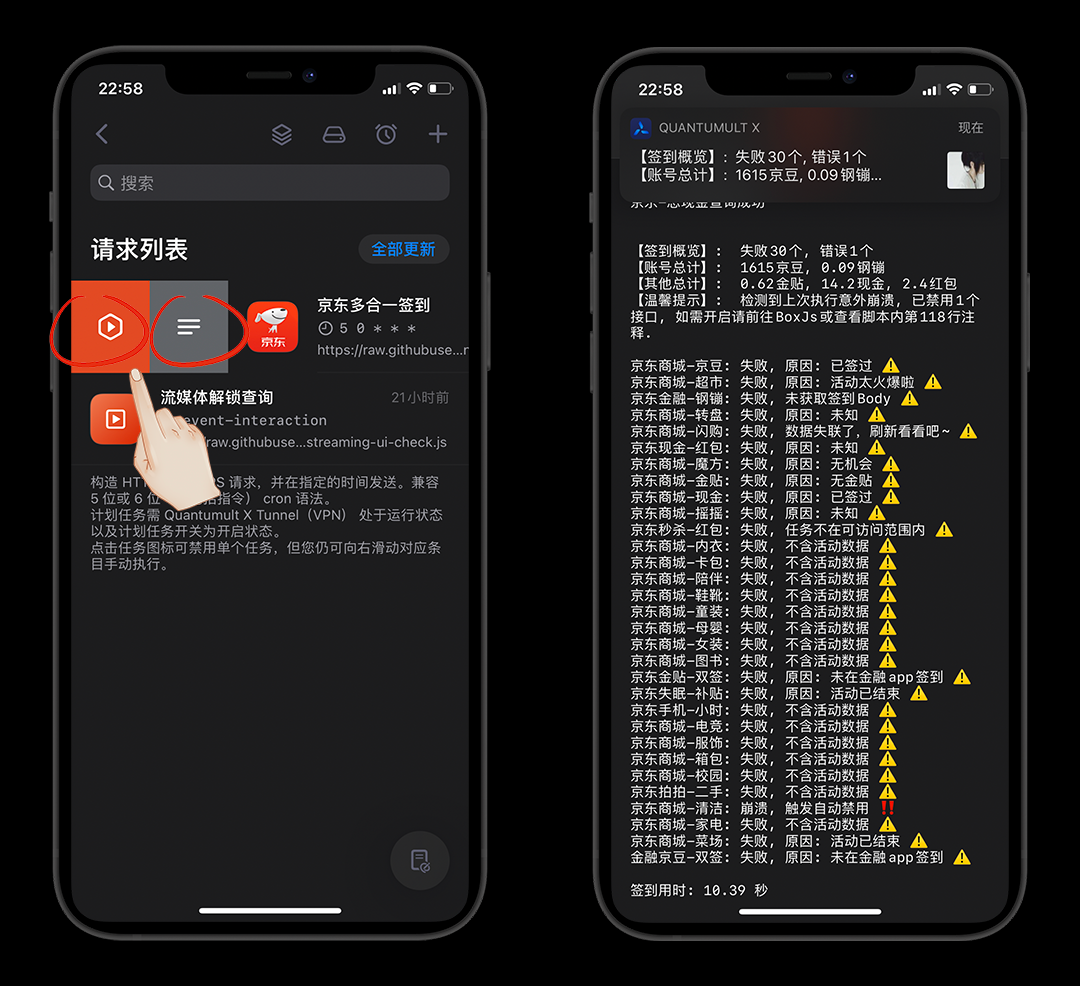 22:58
搜索
请求列表
全部更新
京东多合一签到
5 0 * * *
https://raw.githubuse...
京东
流媒体解锁查询
21小时前
event-interaction
raw.githubuse...streaming-ui-check.js
构造 HT S 请求，并在指定的时间发送。兼容
5 位或 6 位 指令） cron 语法。
计划任务需 Quantumult X Tunnel（VPN） 处于运行状态
以及计划任务开关为开启状态。
点击任务图标可禁用单个任务，但您仍可向右滑动对应条
目手动执行。
22:58
QUANTUMULT X
现在
【签到概览】: 失败30个, 错误1个
【账号总计】: 1615京豆, 0.09钢镚...
京东-总现金查询成功
【签到概览】: 失败30个, 错误1个
【账号总计】: 1615京豆, 0.09钢镚
【其他总计】: 0.62金贴, 14.2现金, 2.4红包
【温馨提示】: 检测到上次执行意外崩溃, 已禁用1个
接口, 如需开启请前往BoxJs或查看脚本内第118行注
释.
京东商城-京豆: 失败, 原因: 已签过 ⚠️
京东商城-超市: 失败, 原因: 活动太火爆啦 ⚠️
京东金融-钢镚: 失败, 未获取签到Body ⚠️
京东商城-转盘: 失败, 原因: 未知 ⚠️
京东商城-闪购: 失败, 数据失联了，刷新看看吧~ ⚠️
京东现金-红包: 失败, 原因: 未知 ⚠️
京东商城-魔方: 失败, 原因: 无机会 ⚠️
京东商城-金贴: 失败, 原因: 无金贴 ⚠️
京东商城-现金: 失败, 原因: 已签过 ⚠️
京东商城-摇摇: 失败, 原因: 未知 ⚠️
京东秒杀-红包: 失败, 任务不在可访问范围内 ⚠️
京东商城-内衣: 失败, 不含活动数据 ⚠️
京东商城-卡包: 失败, 不含活动数据 ⚠️
京东商城-陪伴: 失败, 不含活动数据 ⚠️
京东商城-鞋靴: 失败, 不含活动数据 ⚠️
京东商城-童装: 失败, 不含活动数据 ⚠️
京东商城-母婴: 失败, 不含活动数据 ⚠️
京东商城-女装: 失败, 不含活动数据 ⚠️
京东商城-图书: 失败, 不含活动数据 ⚠️
京东金贴-双签: 失败, 原因: 未在金融app签到 ⚠️
京东失眠-补贴: 失败, 原因: 活动已结束 ⚠️
京东手机-小时: 失败, 不含活动数据 ⚠️
京东商城-电竞: 失败, 不含活动数据 ⚠️
京东商城-服饰: 失败, 不含活动数据 ⚠️
京东商城-箱包: 失败, 不含活动数据 ⚠️
京东商城-校园: 失败, 不含活动数据 ⚠️
京东拍拍-二手: 失败, 不含活动数据 ⚠️
京东商城-清洁: 崩溃, 触发自动禁用 ‼️
京东商城-家电: 失败, 不含活动数据 ⚠️
京东商城-菜场: 失败, 原因: 活动已结束 ⚠️
金融京豆-双签: 失败, 原因: 未在金融app签到 ⚠️
签到用时: 10.39 秒